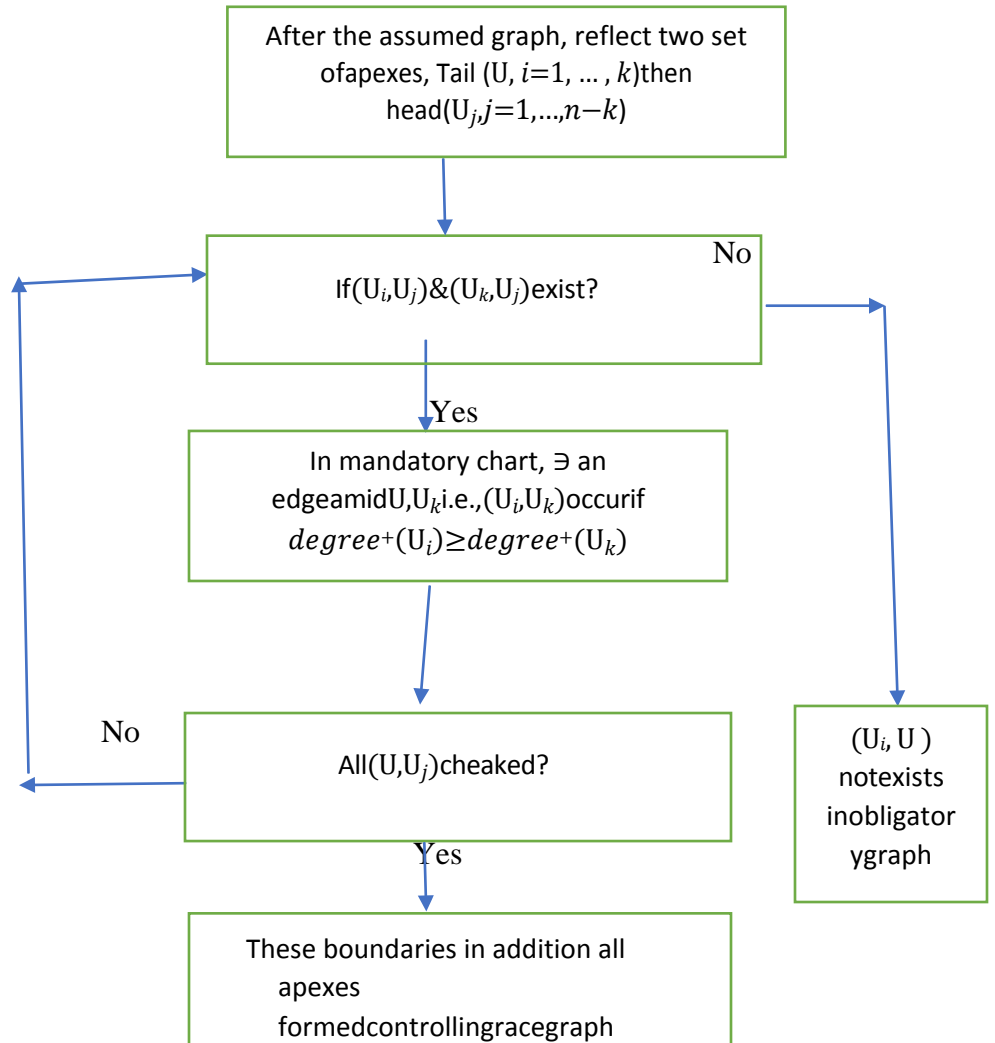 After the assumed graph, reflect two set
ofapexes, Tail (U, i=1, … , k)then
head(Uⱼ,j=1,…,n−k)
No
If(Uᵢ,Uⱼ)&(Uₖ,Uⱼ)exist?
Yes
In mandatory chart, ∋ an
edgeamidU,Uₖi.e.,(Uᵢ,Uₖ)occurif
degree⁺(Uᵢ)≥degree⁺(Uₖ)
No
All(U,Uⱼ)cheaked?
(Uᵢ, U )
notexists
inobligator
ygraph
Yes
These boundaries in addition all
apexes
formedcontrollingracegraph